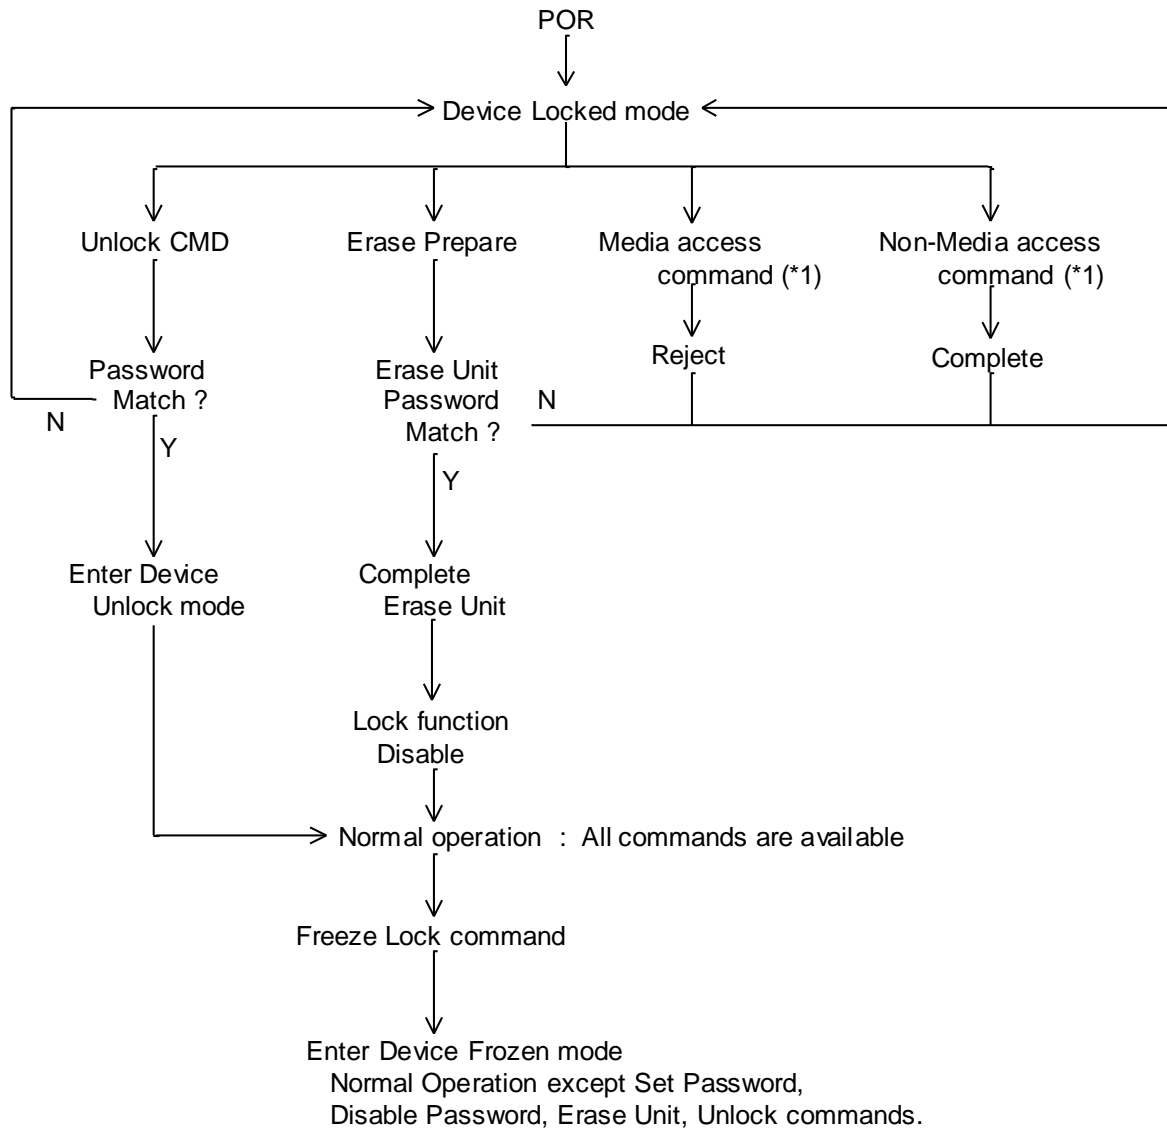 POR
Device Locked mode
Unlock CMD
Erase Prepare
Media access
command (*1)
Non-Media access
command (*1)
Password
Match ?
N
Y
Erase Unit
Password
Match ?
N
Y
Reject
Complete
Enter Device
Unlock mode
Complete
Erase Unit
Lock function
Disable
Normal operation : All commands are available
Freeze Lock command
Enter Device Frozen mode
Normal Operation except Set Password,
Disable Password, Erase Unit, Unlock commands.